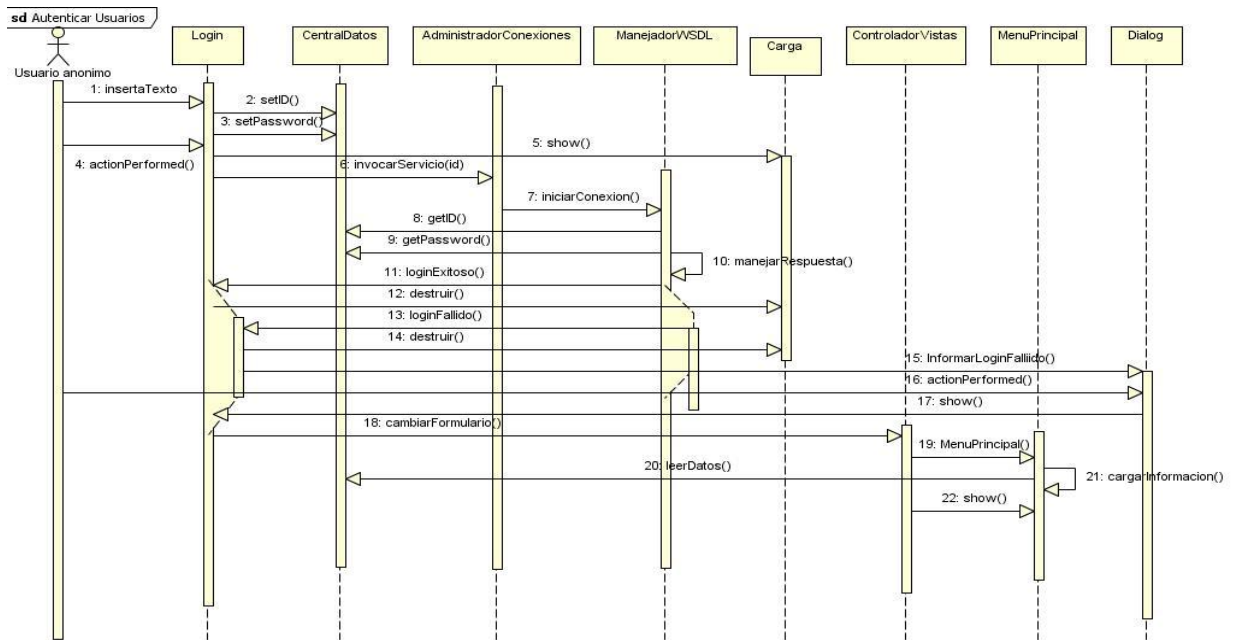 sd Autenticar Usuarios
Usuario anonimo
Login
CentralDatos
AdministradorConexiones
ManejadorWSDL
Carga
ControladorVistas
MenuPrincipal
Dialog
1: insertaTexto
2: setID()
3: setPassword()
4: actionPerformed()
5: show()
6: invocarServicio(id)
7: iniciarConexion()
8: getID()
9: getPassword()
10: manejarRespuesta()
11: loginExitoso()
12: destruir()
13: loginFallido()
14: destruir()
15: InformarLoginFalliido()
16: actionPerformed()
17: show()
18: cambiarFormulario()
19: MenuPrincipal()
20: leerDatos()
21: cargarInformacion()
22: show()